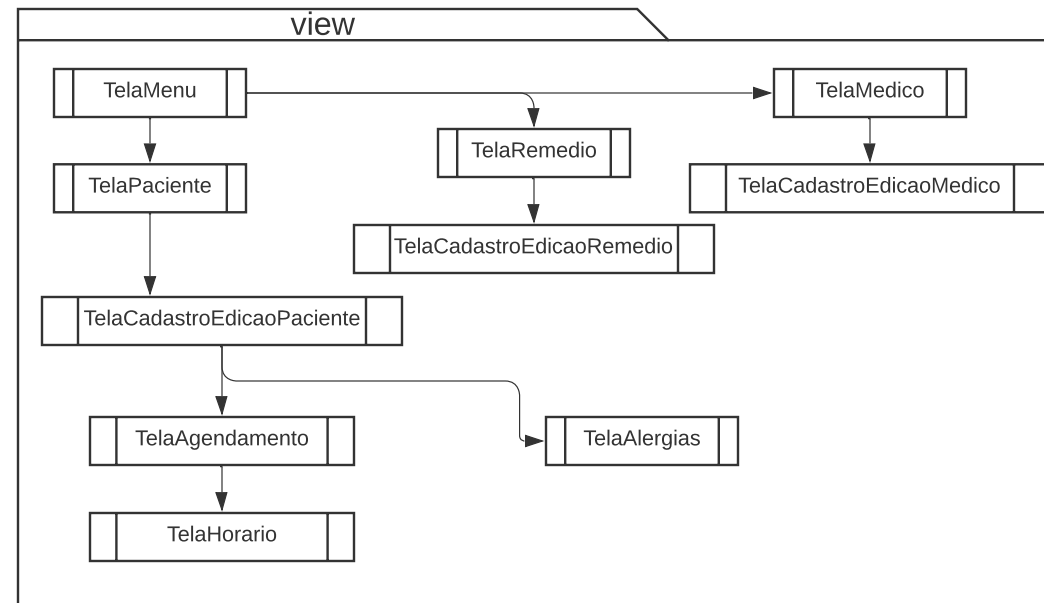 view
TelaMenu
TelaMedico
TelaRemedio
TelaPaciente
TelaCadastroEdicaoMedico
TelaCadastroEdicaoRemedio
TelaCadastroEdicaoPaciente
TelaAgendamento
TelaAlergias
TelaHorario